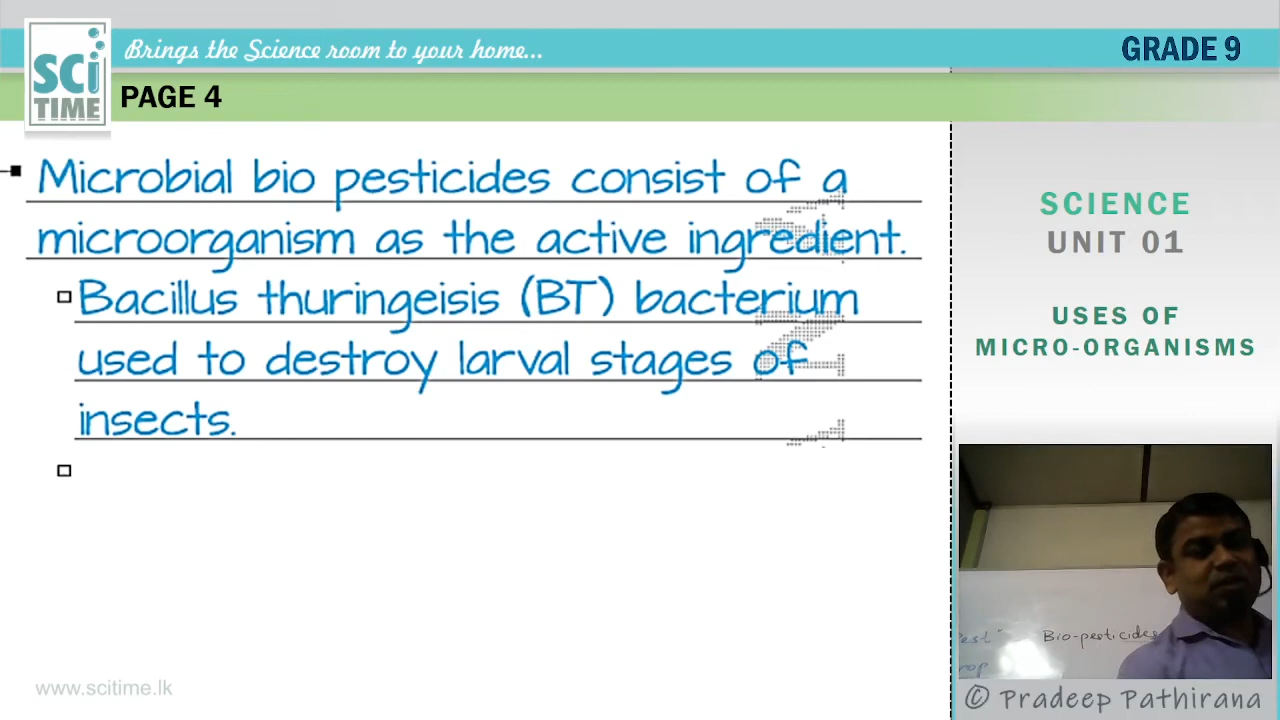 SCi
TIME
Brings the Science room to your home...
GRADE 9
PAGE 4
Microbial bio pesticides consist of a
microorganism as the active ingredient.
Bacillus thuringeisis (BT) bacterium
used to destroy larval stages of
insects.
SCIENCE
UNIT 01
USES OF
MICRO-ORGANISMS
Bio-pesticides
© Pradeep Pathirana
www.scitime.lk